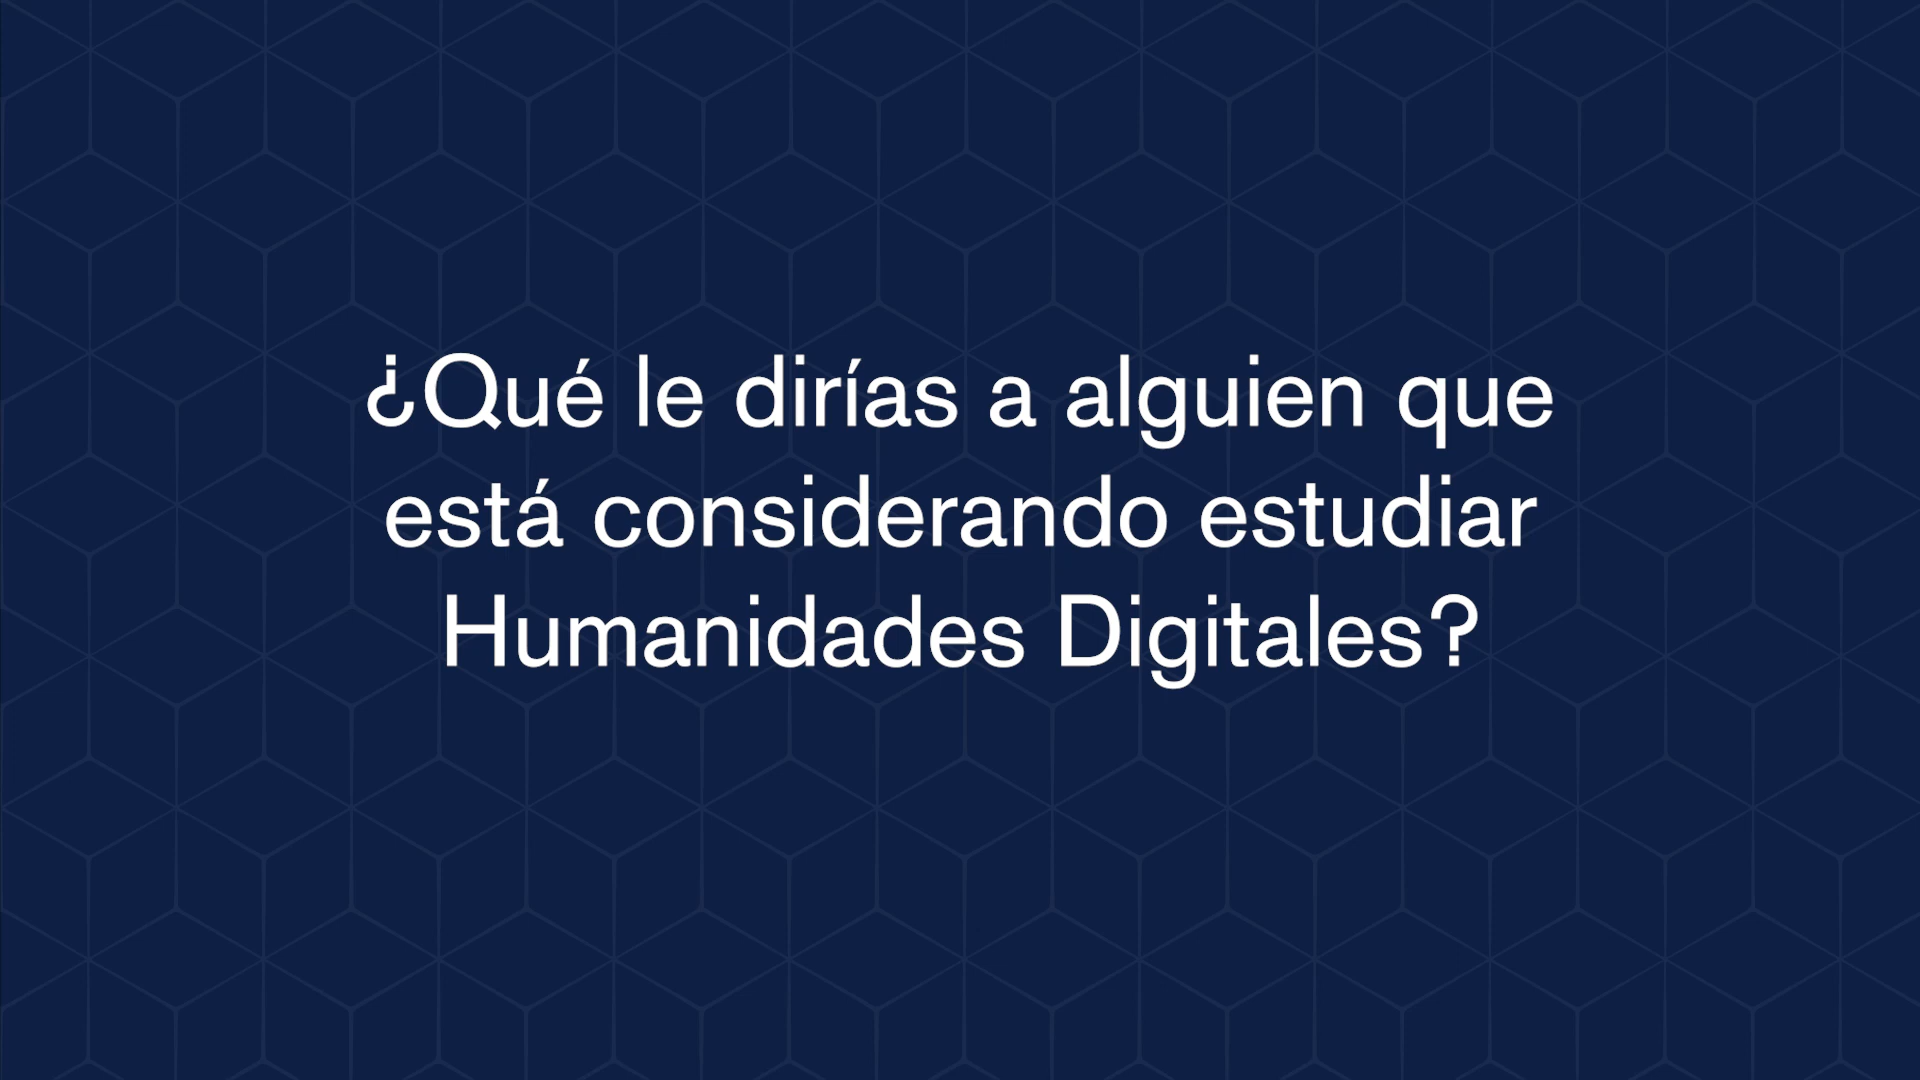 ¿Qué le dirías a alguien que
está considerando estudiar
Humanidades Digitales?